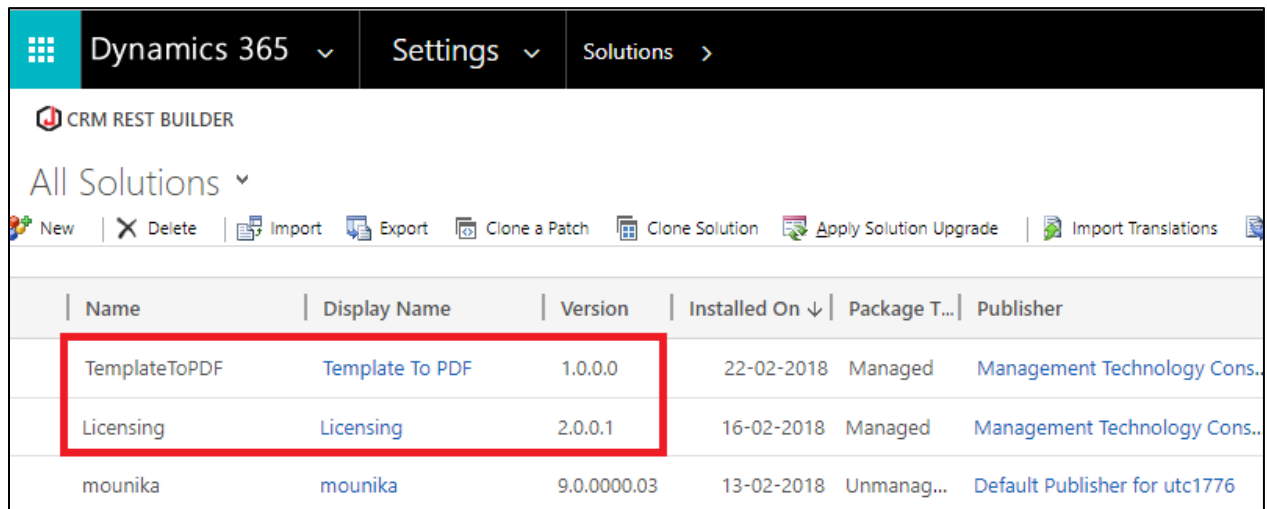 Dynamics 365 Settings Solutions
CRM REST BUILDER
All Solutions
New Delete Import Export Clone a Patch Clone Solution Apply Solution Upgrade Import Translations
Name Display Name Version Installed On Package T... Publisher
TemplateToPDF Template To PDF 1.0.0.0 22-02-2018 Managed Management Technology Cons...
Licensing Licensing 2.0.0.1 16-02-2018 Managed Management Technology Cons...
mounika mounika 9.0.0000.03 13-02-2018 Unmanag... Default Publisher for utc1776